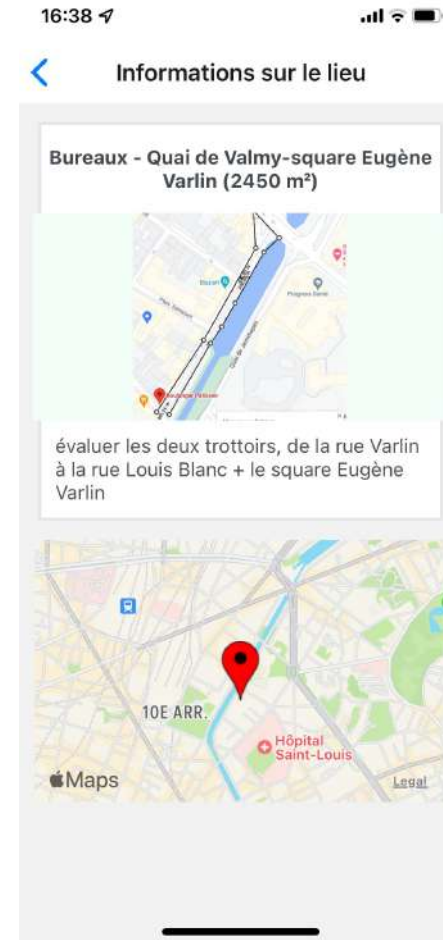 16:38
Informations sur le lieu
Bureaux - Quai de Valmy-square Eugène
Varlin (2450 m²)
évaluer les deux trottoirs, de la rue Varlin
à la rue Louis Blanc + le square Eugène
Varlin
10E ARR.
Hôpital
Saint-Louis
Maps
Legal